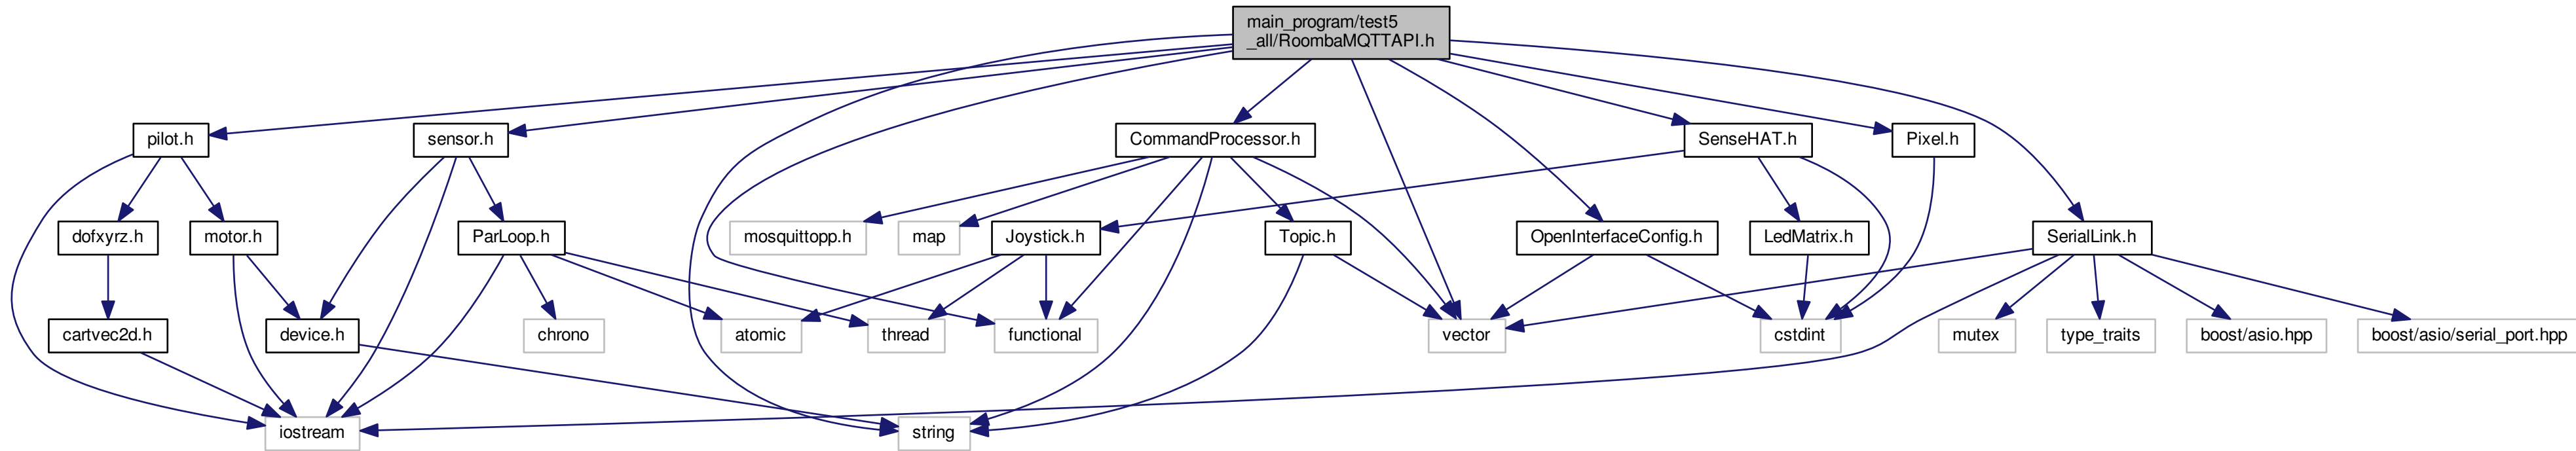 main_program/test5
_all/RoombaMQTTAPI.h
pilot.h
sensor.h
CommandProcessor.h
SenseHAT.h
Pixel.h
dofxyrz.h
motor.h
ParLoop.h
mosquittopp.h
map
Joystick.h
Topic.h
OpenInterfaceConfig.h
LedMatrix.h
SerialLink.h
cartvec2d.h
device.h
chrono
atomic
thread
functional
vector
cstdint
mutex
type_traits
boost/asio.hpp
boost/asio/serial_port.hpp
iostream
string